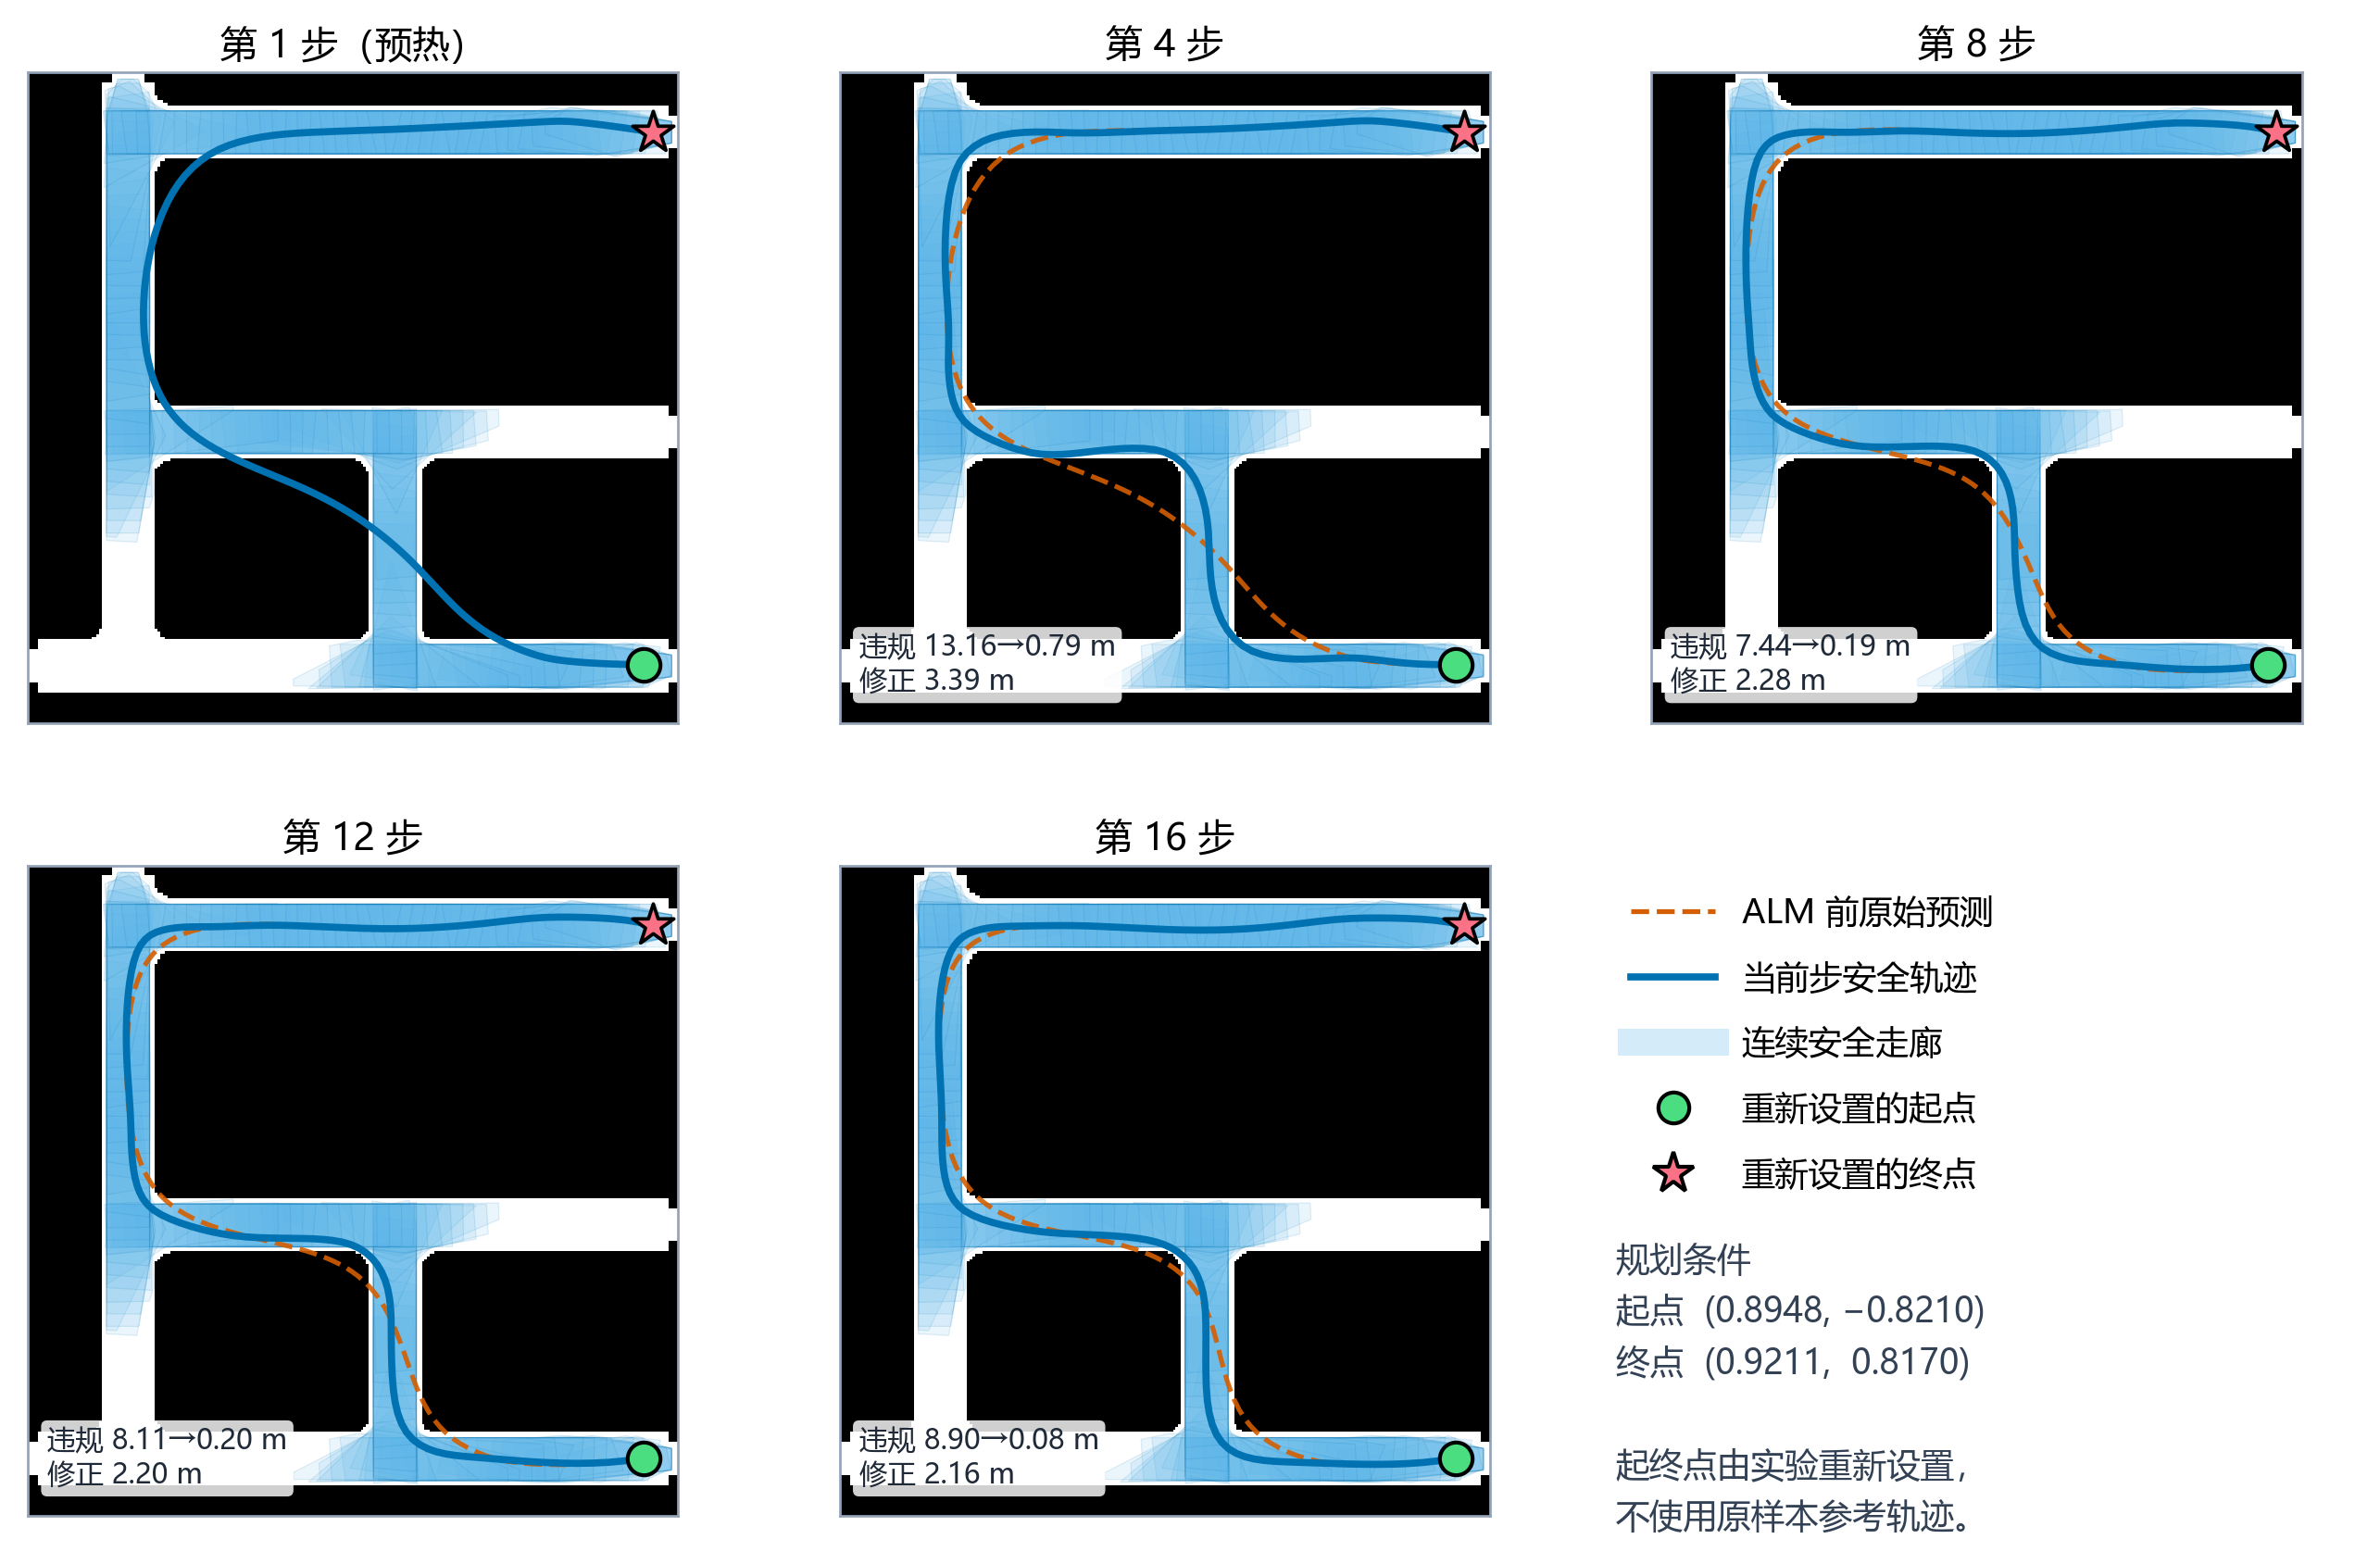 第 1 步（预热）
第 4 步
第 8 步
违规 13.16→0.79 m
修正 3.39 m
违规 7.44→0.19 m
修正 2.28 m
第 12 步
第 16 步
违规 8.11→0.20 m
修正 2.20 m
违规 8.90→0.08 m
修正 2.16 m
ALM 前原始预测
当前步安全轨迹
连续安全走廊
重新设置的起点
重新设置的终点
规划条件
起点（0.8948, −0.8210）
终点（0.9211,  0.8170）
起终点由实验重新设置，
不使用原样本参考轨迹。